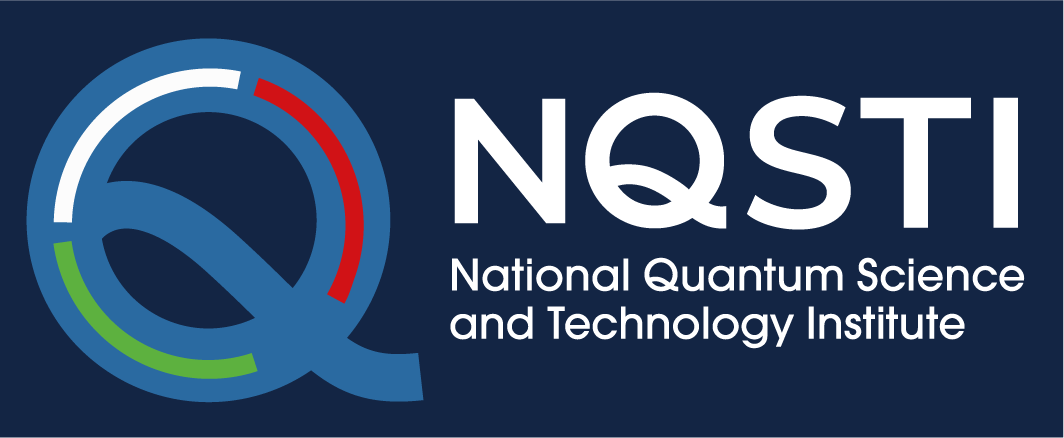 NQSTI
National Quantum Science
and Technology Institute